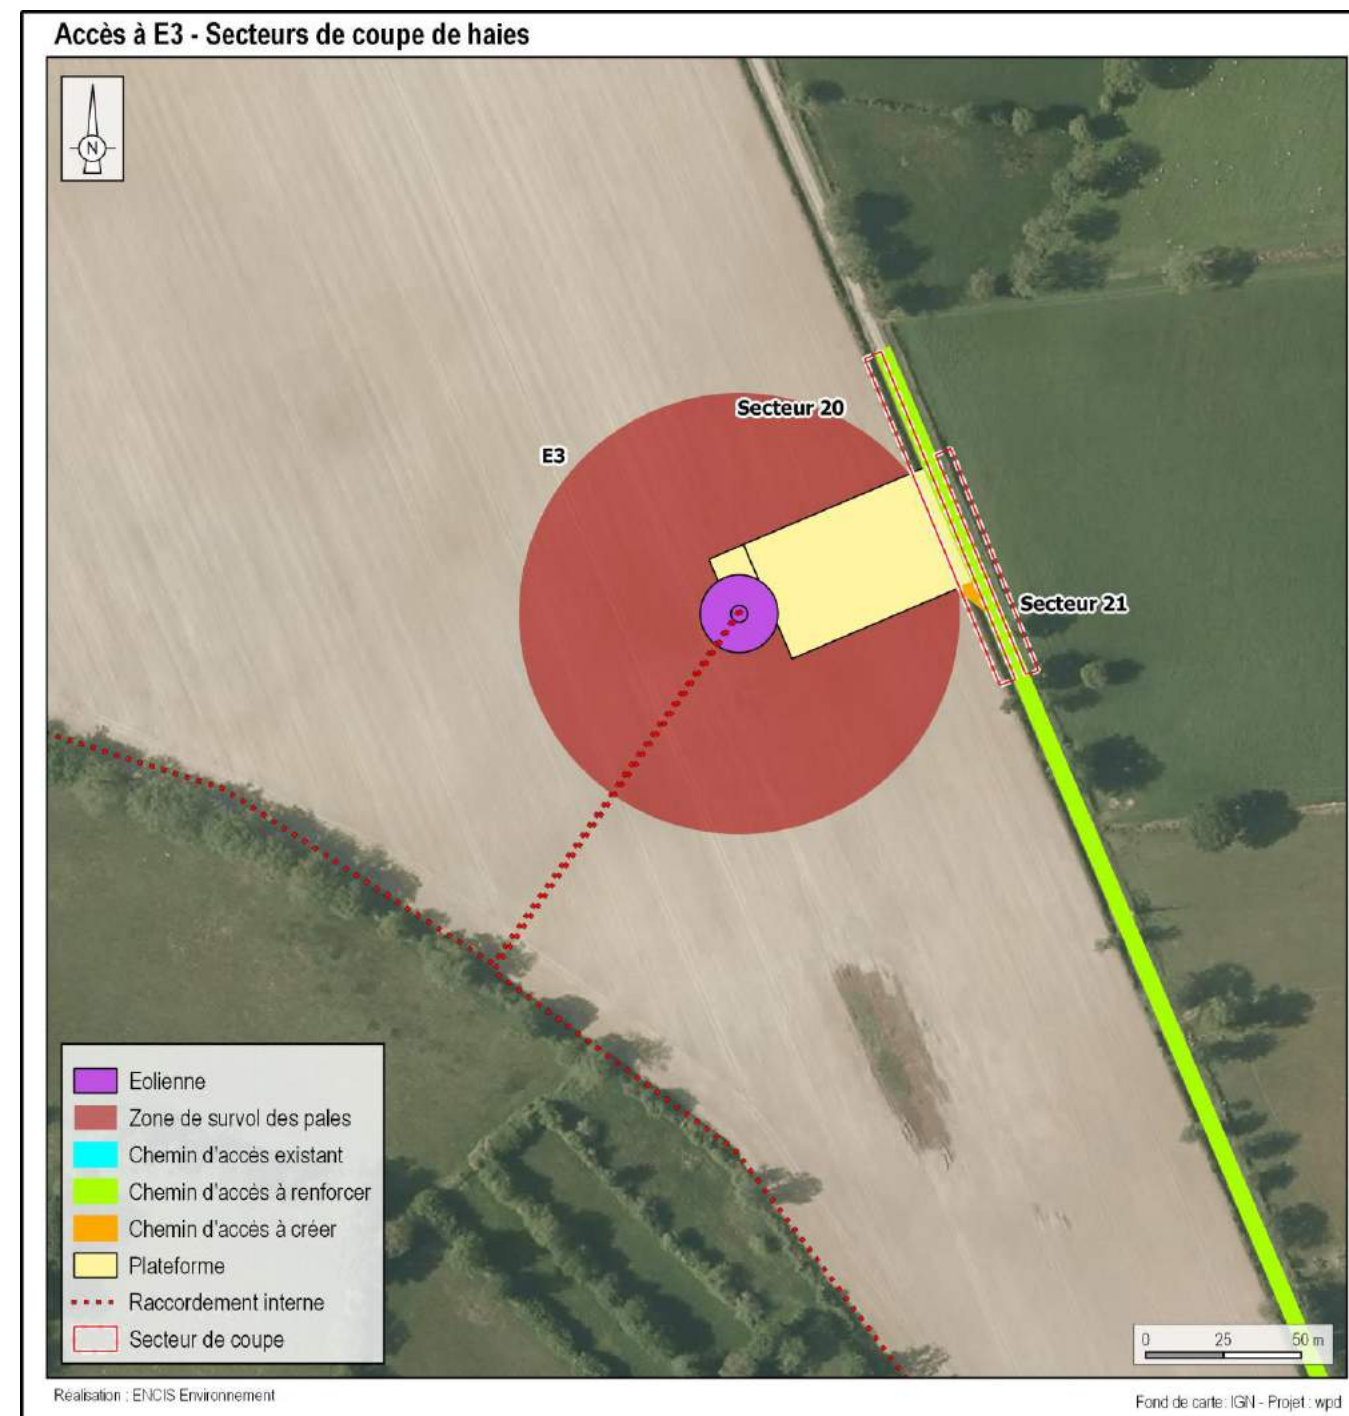 Accès à E3 - Secteurs de coupe de haies
N
Secteur 20
E3
Secteur 21
Eolienne
Zone de survol des pales
Chemin d'accès existant
Chemin d'accès à renforcer
Chemin d'accès à créer
Plateforme
Raccordement interne
Secteur de coupe
0 25 50 m
Réalisation : ENCIS Environnement
Fond de carte: IGN - Projet : wpd